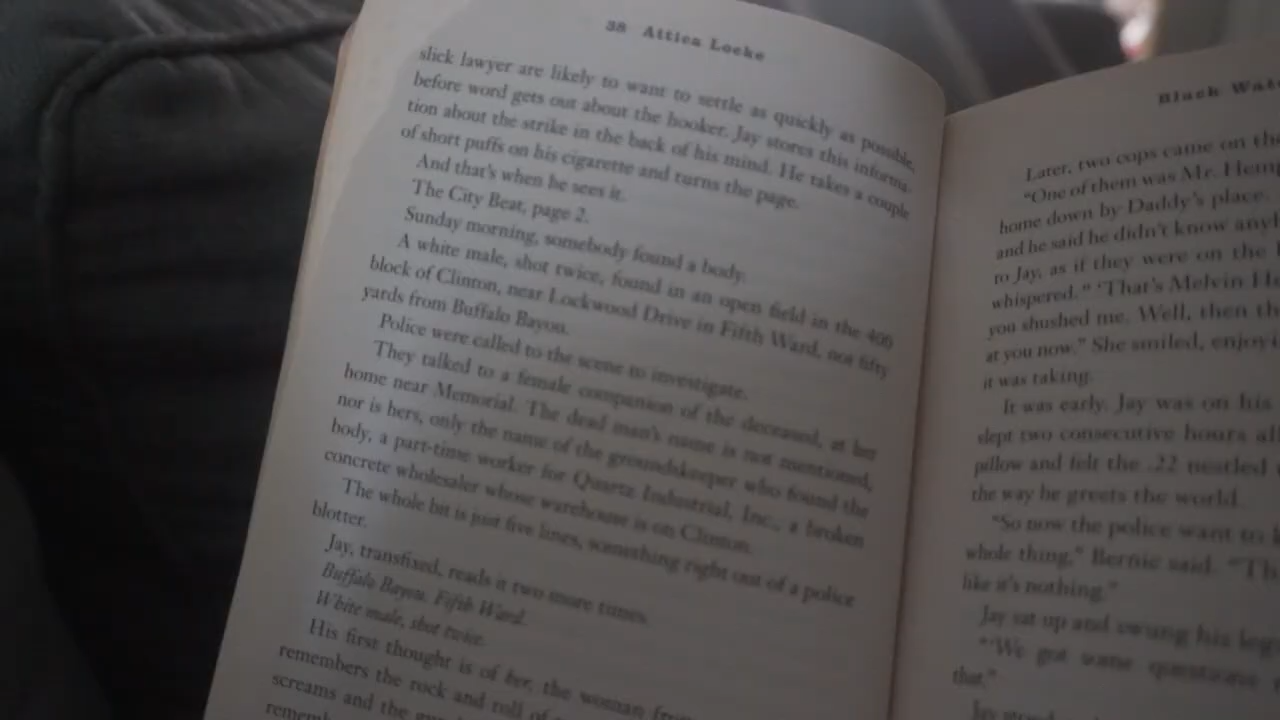 38 Attica Locke
slick lawyer are likely to want to settle as quickly as possible,
before word gets out about the hooker. Jay stores this informa-
tion about the strike in the back of his mind. He takes a couple
of short puffs on his cigarette and turns the page.
And that's when he sees it.
The City Beat, page 2.
Sunday morning, somebody found a body.
A white male, shot twice, found in an open field in the 400
block of Clinton, near Lockwood Drive in Fifth Ward, not fifty
yards from Buffalo Bayou.
Police were called to the scene to investigate.
They talked to a female companion of the deceased, at her
home near Memorial. The dead man's name is not mentioned,
nor is hers, only the name of the groundskeeper who found the
body, a part-time worker for Quartz Industrial, Inc., a broken
concrete wholesaler whose warehouse is on Clinton.
The whole bit is just five lines, something right out of a police
blotter.
Jay, transfixed, reads it two more times.
Buffalo Bayou. Fifth Ward.
White male, shot twice.
His first thought is of her, the woman from
remembers the rock and roll of
screams and the
Black Wat
Later, two cops came on the
"One of them was Mr. Hemp
home down by Daddy's place.
and he said he didn't know anyt
to Jay, as if they were on the
whispered." 'That's Melvin He
you shushed me. Well, then th
at you now." She smiled, enjoyi
it was taking.
It was early. Jay was on his
slept two consecutive hours all
pillow and felt the .22 nestled
the way he greets the world.
"So now the police want to
whole thing," Bernie said. "Th
like it's nothing."
Jay sat up and swung his leg
"'We got some questions
that."